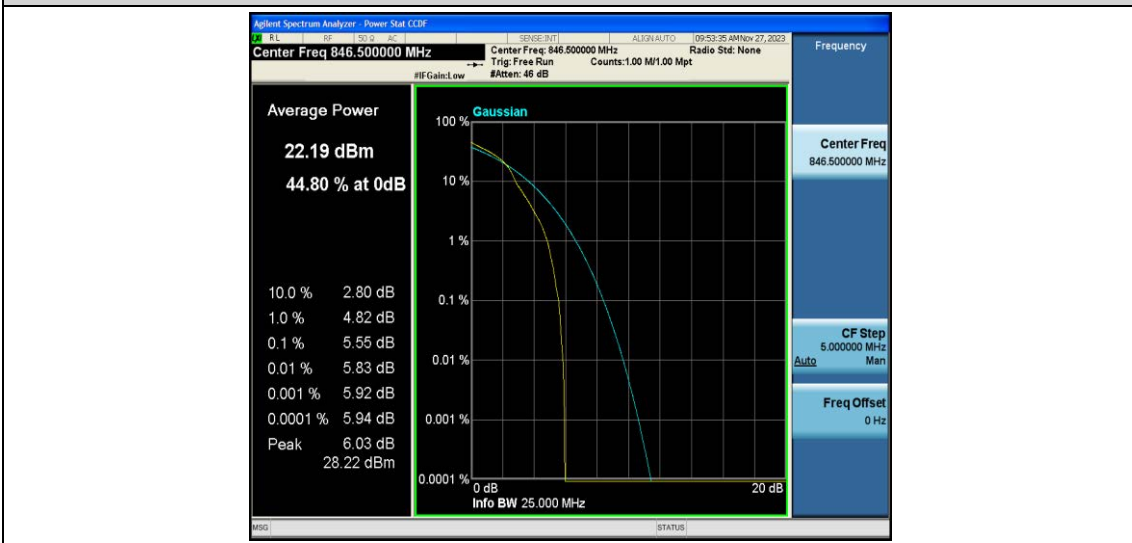 Agilent Spectrum Analyzer - Power Stat CCDF
RL RF 50 Ω AC SENSE:INT ALIGNAUTO 09:53:35 AMNov 27, 2023
Center Freq 846.500000 MHz
Center Freq: 846.500000 MHz Radio Std: None
Trig: Free Run Counts:1.00 M/1.00 Mpt
#IFGain:Low #Atten: 46 dB
Frequency
Average Power
22.19 dBm
44.80 % at 0dB
10.0 % 2.80 dB
1.0 % 4.82 dB
0.1 % 5.55 dB
0.01 % 5.83 dB
0.001 % 5.92 dB
0.0001 % 5.94 dB
Peak 6.03 dB
28.22 dBm
Gaussian
100 %
10 %
1 %
0.1 %
0.01 %
0.001 %
0.0001 %
0 dB 20 dB
Info BW 25.000 MHz
Center Freq
846.500000 MHz
CF Step
5.000000 MHz
Auto Man
Freq Offset
0 Hz
MSG STATUS